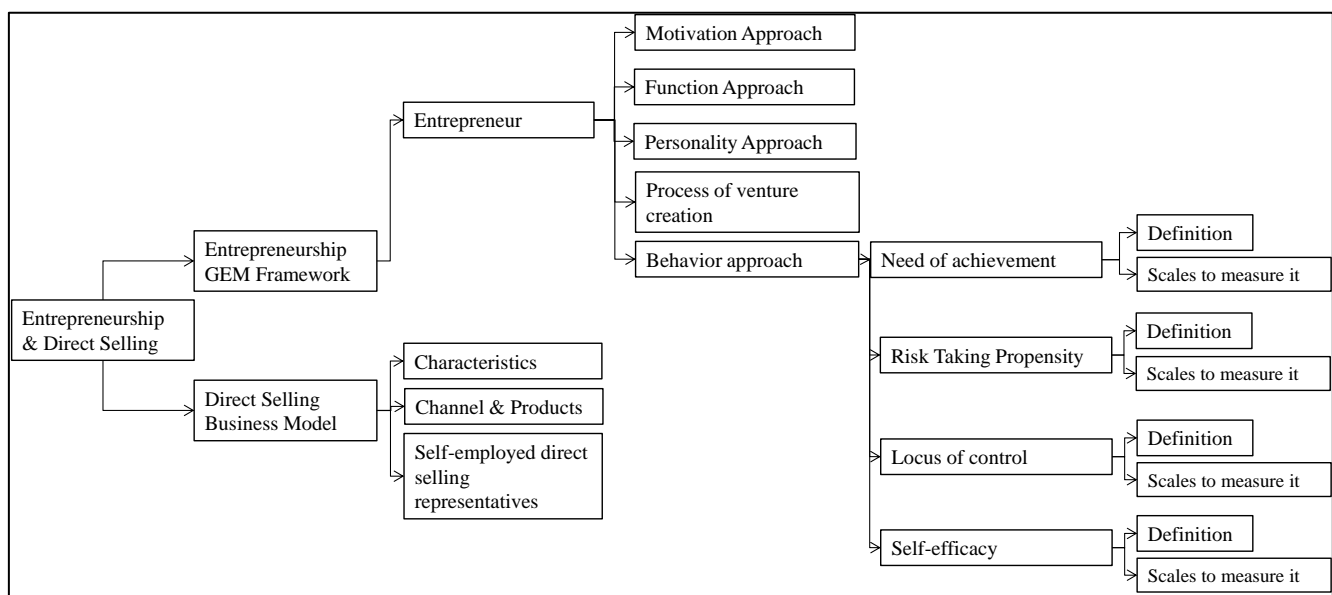 Motivation Approach
Function Approach
Entrepreneur
Personality Approach
Process of venture
creation
Behavior approach
Entrepreneurship
GEM Framework
Need of achievement
Definition
Scales to measure it
Entrepreneurship
& Direct Selling
Risk Taking Propensity
Definition
Scales to measure it
Direct Selling
Business Model
Characteristics
Channel & Products
Self-employed direct
selling
representatives
Locus of control
Definition
Scales to measure it
Self-efficacy
Definition
Scales to measure it